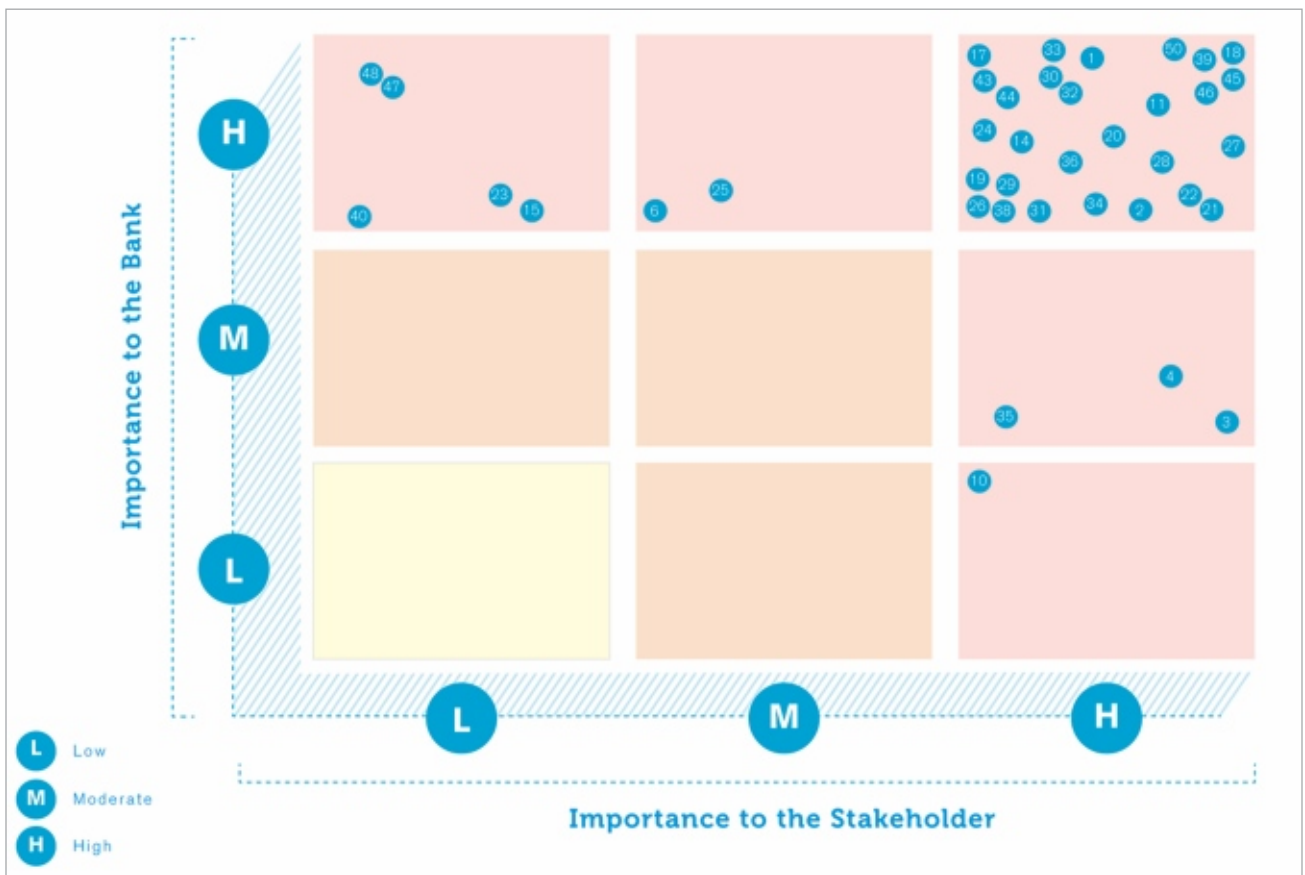 17 33 1 50 39 18
48 47 43 30 32 46 45
44 11
H
24 14 20 27
36 28
23 25 19 29 22
40 15 6 26 38 31 34 2 21
Importance to the Bank
M
4
35 3
10
L
L M H
L Low
M Moderate
H High
Importance to the Stakeholder